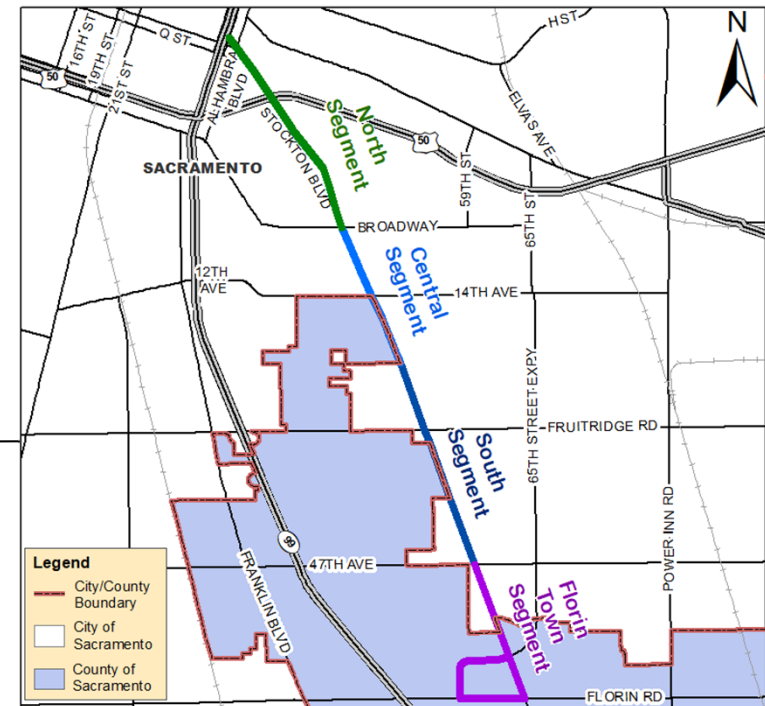 N
H ST
16TH ST
Q ST
19TH ST
21ST ST
50
ALHAMBRA
BLVD
ELVAS AVE
North
Segment
STOCKTON BLVD
50
SACRAMENTO
59TH ST
65TH ST
BROADWAY
12TH
AVE
Central
Segment
14TH AVE
65TH STREET EXPY
FRUITRIDGE RD
South
Segment
POWER INN RD
99
47TH AVE
FRANKLIN BLVD
Florin
Town
Segment
FLORIN RD
Legend
City/County
Boundary
City of
Sacramento
County of
Sacramento